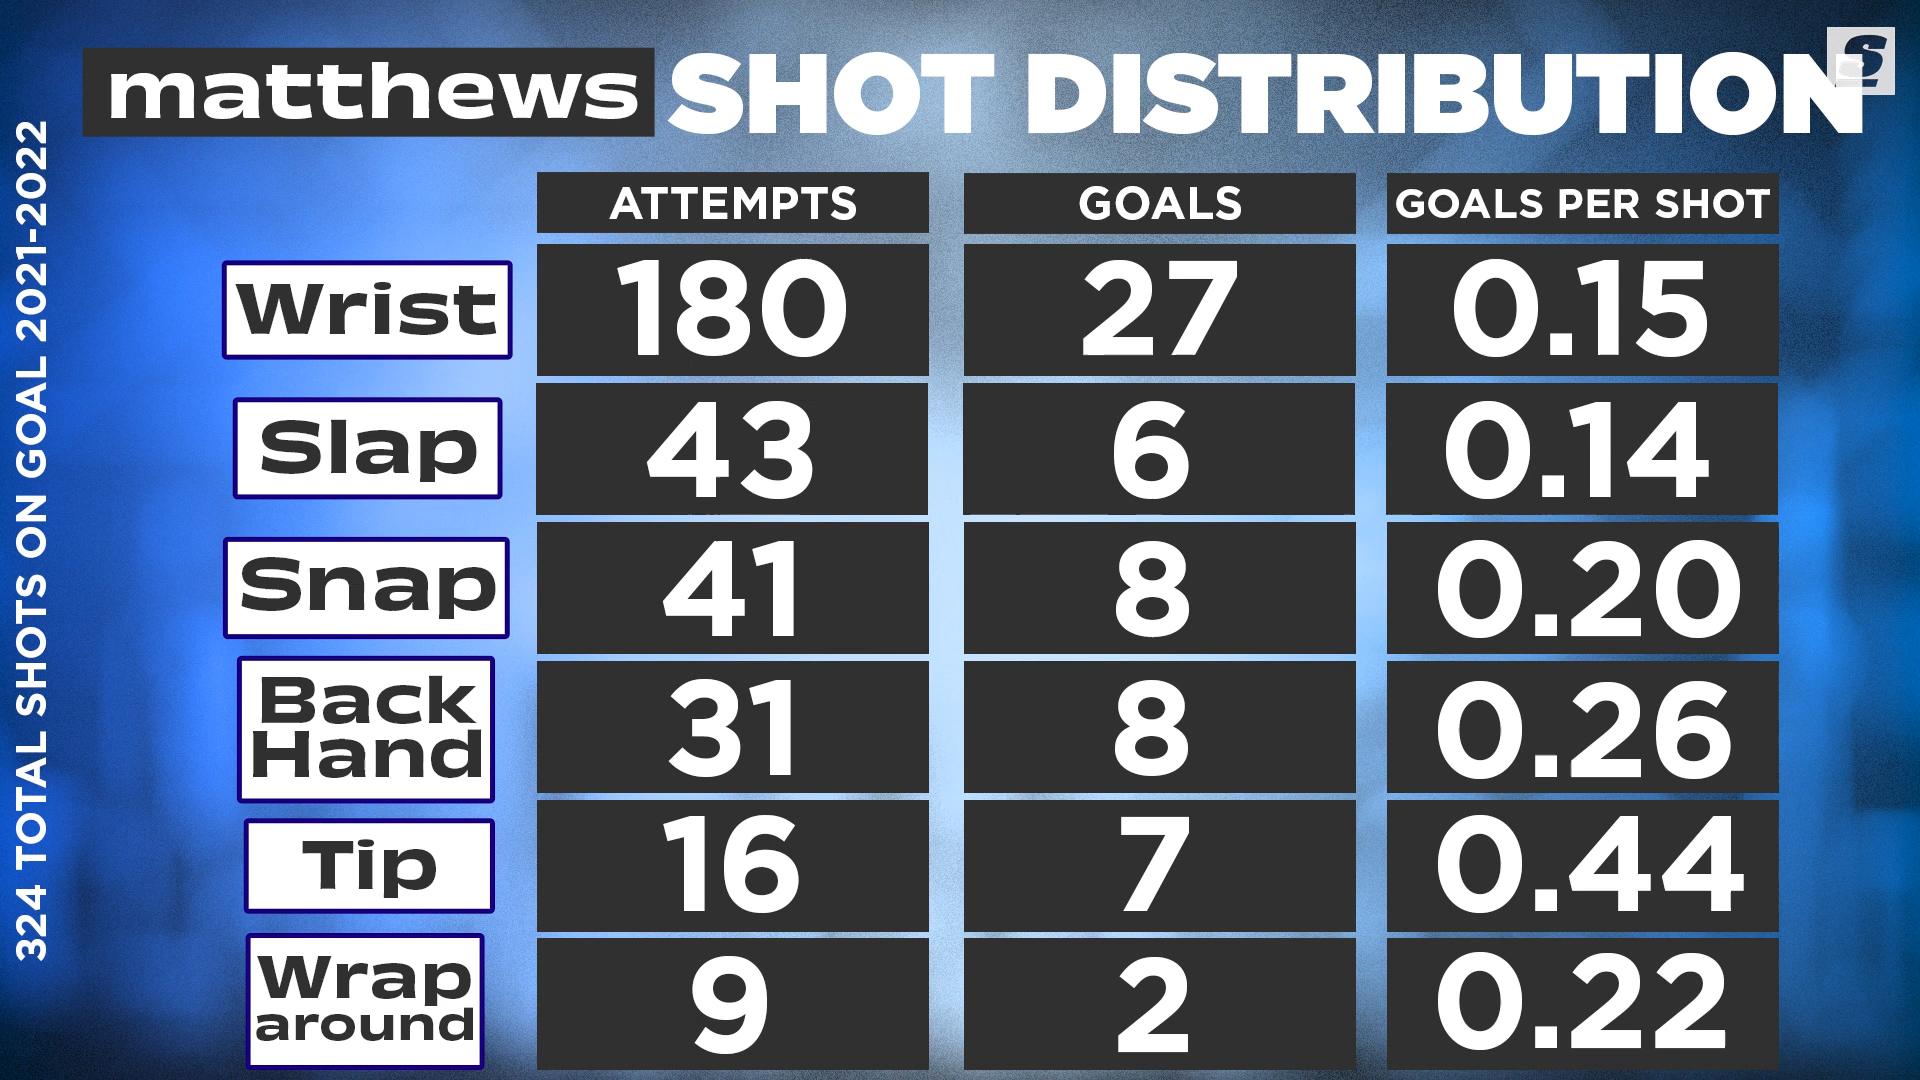 matthews SHOT DISTRIBUTION
S
324 TOTAL SHOTS ON GOAL 2021-2022
ATTEMPTS GOALS GOALS PER SHOT
Wrist 180 27 0.15
Slap 43 6 0.14
Snap 41 8 0.20
Back
Hand 31 8 0.26
Tip 16 7 0.44
Wrap
around 9 2 0.22